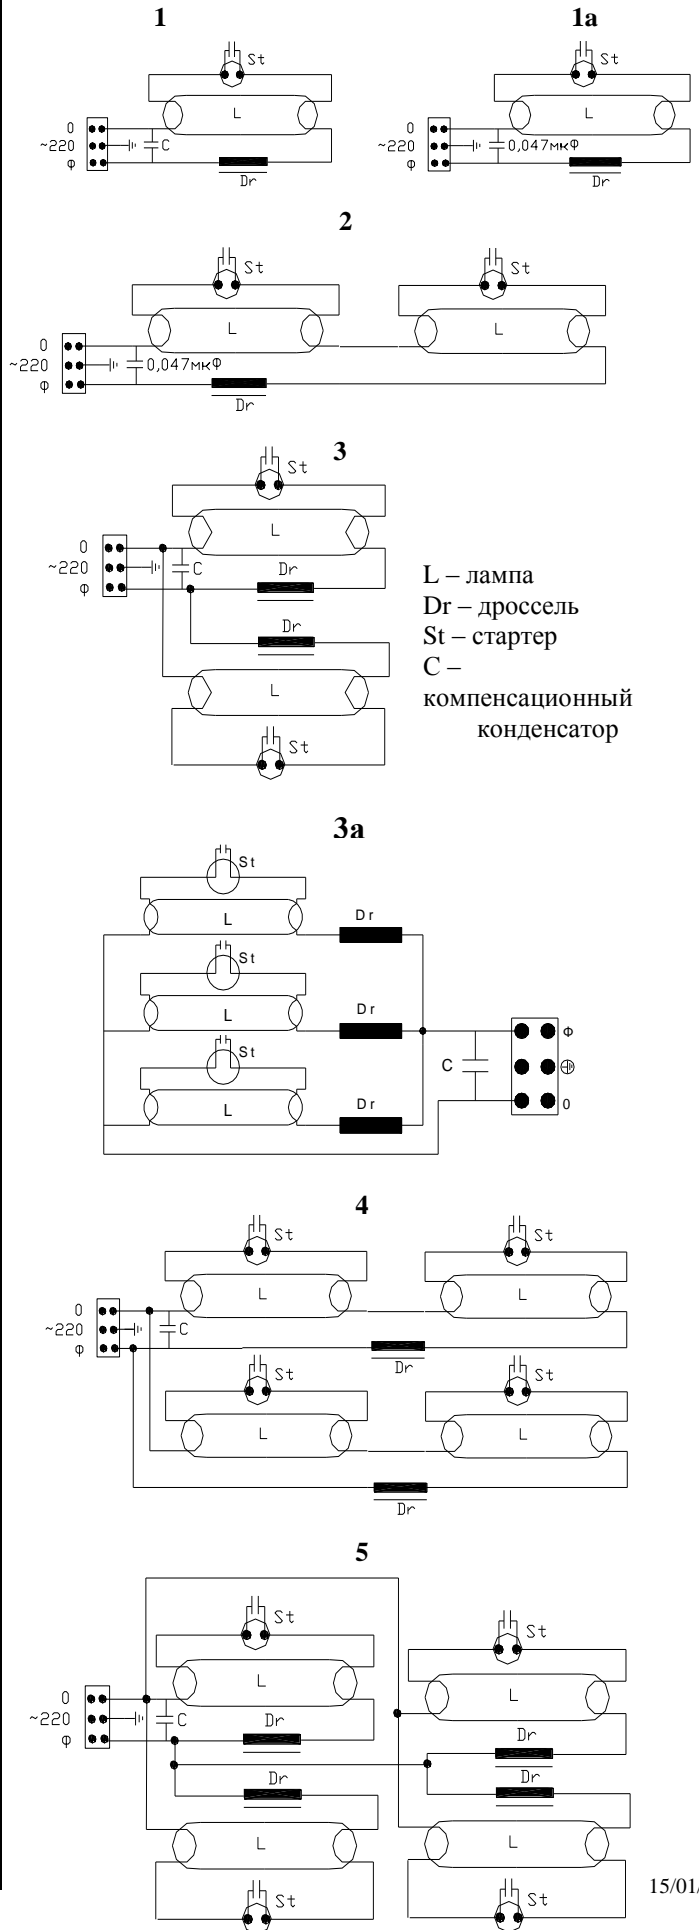 1 1a
St St
L L
0 0
~220 C ~220 0,047мкФ
Ф Ф
Dr Dr
2
St St
L L
0
~220 0,047мкФ
Ф
Dr
3
St
L
0
~220 C Dr
Ф
Dr
L
St
L – лампа
Dr – дроссель
St – стартер
C –
компенсационный
конденсатор
3a
St
Dr
L
St
Dr
L Ф
St
C
Dr
L 0
4
St St
L L
0
~220 C
Ф
Dr
St St
L L
Dr
5
St St
L L
0
~220 C Dr
Ф Dr
Dr Dr
L L
St St
15/01/